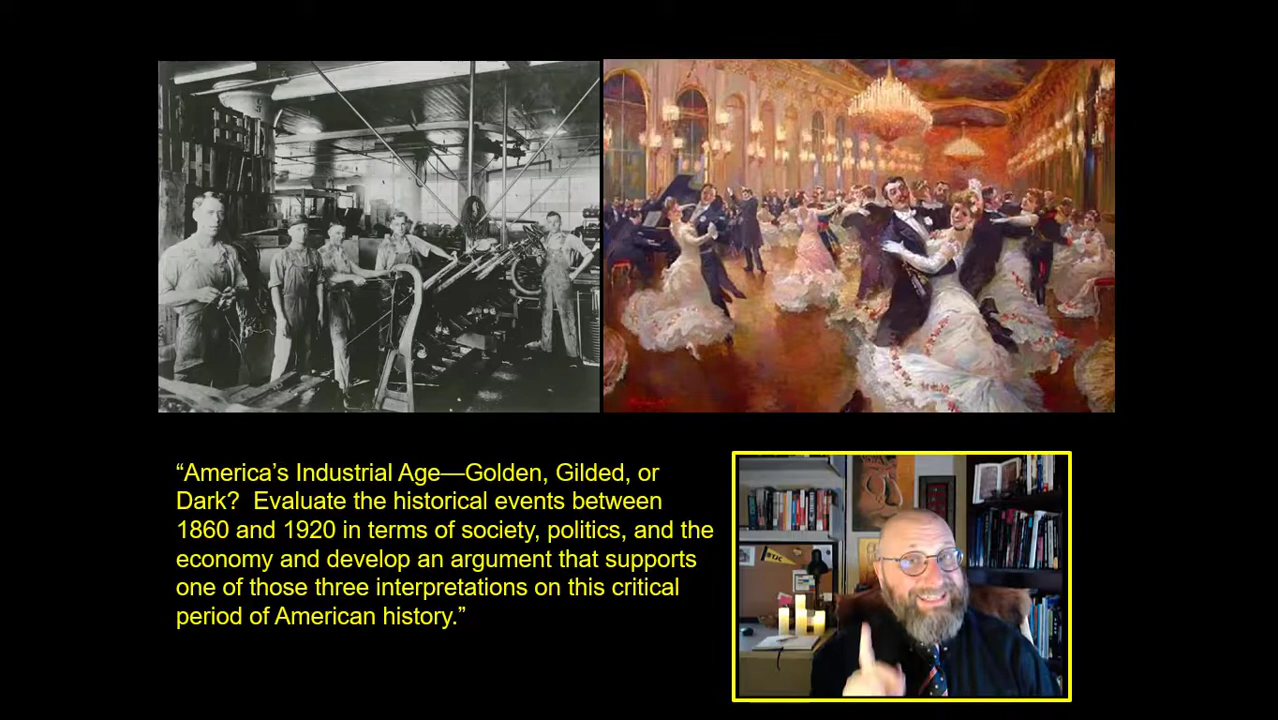 “America’s Industrial Age—Golden, Gilded, or
Dark?  Evaluate the historical events between
1860 and 1920 in terms of society, politics, and the
economy and develop an argument that supports
one of those three interpretations on this critical
period of American history.”